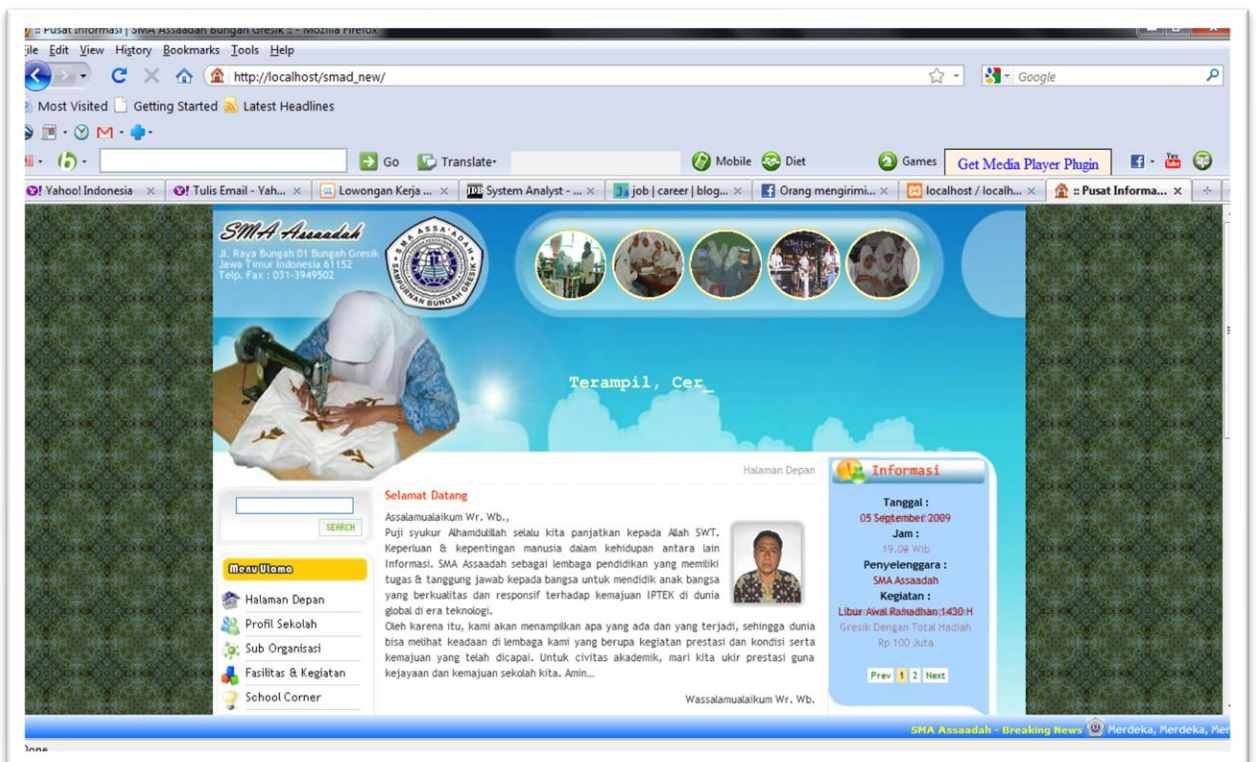 :: Pusat Informasi | SMA Assaadah Bungah Gresik :: - Mozilla Firefox
File Edit View History Bookmarks Tools Help
http://localhost/smad_new/
Google
Most Visited Getting Started Latest Headlines
Go Translate Mobile Diet Games Get Media Player Plugin
Yahoo! Indonesia Tulis Email - Yah... Lowongan Kerja ... System Analyst - ... job | career | blog... Orang mengirimi... localhost / localh... :: Pusat Informa...
SMA Assaadah
Jl. Raya Bungah 01 Bungah Gresik
Jawa Timur Indonesia 61152
Telp. Fax : 031-3949502
SMA ASSA'ADAH
SAMPURNAN BUNGAH GRESIK
Terampil, Cer_
Halaman Depan
SEARCH
Menu Utama
Halaman Depan
Profil Sekolah
Sub Organisasi
Fasilitas & Kegiatan
School Corner
Selamat Datang
Assalamualaikum Wr. Wb.,
Puji syukur Alhamdulillah selalu kita panjatkan kepada Allah SWT.
Keperluan & kepentingan manusia dalam kehidupan antara lain
Informasi. SMA Assaadah sebagai lembaga pendidikan yang memiliki
tugas & tanggung jawab kepada bangsa untuk mendidik anak bangsa
yang berkualitas dan responsif terhadap kemajuan IPTEK di dunia
global di era teknologi.
Oleh karena itu, kami akan menampilkan apa yang ada dan yang terjadi, sehingga dunia
bisa melihat keadaan di lembaga kami yang berupa kegiatan prestasi dan kondisi serta
kemajuan yang telah dicapai. Untuk civitas akademik, mari kita ukir prestasi guna
kejayaan dan kemajuan sekolah kita. Amin...
Wassalamualaikum Wr. Wb.
Informasi
Tanggal :
05 September 2009
Jam :
19.00 Wib
Penyelenggara :
SMA Assaadah
Kegiatan :
Libur Awal Ramadhan 1430 H
Gresik Dengan Total Hadiah
Rp 100 Juta
Prev 1 2 Next
SMA Assaadah - Breaking News Merdeka, Merdeka, Mer
Done